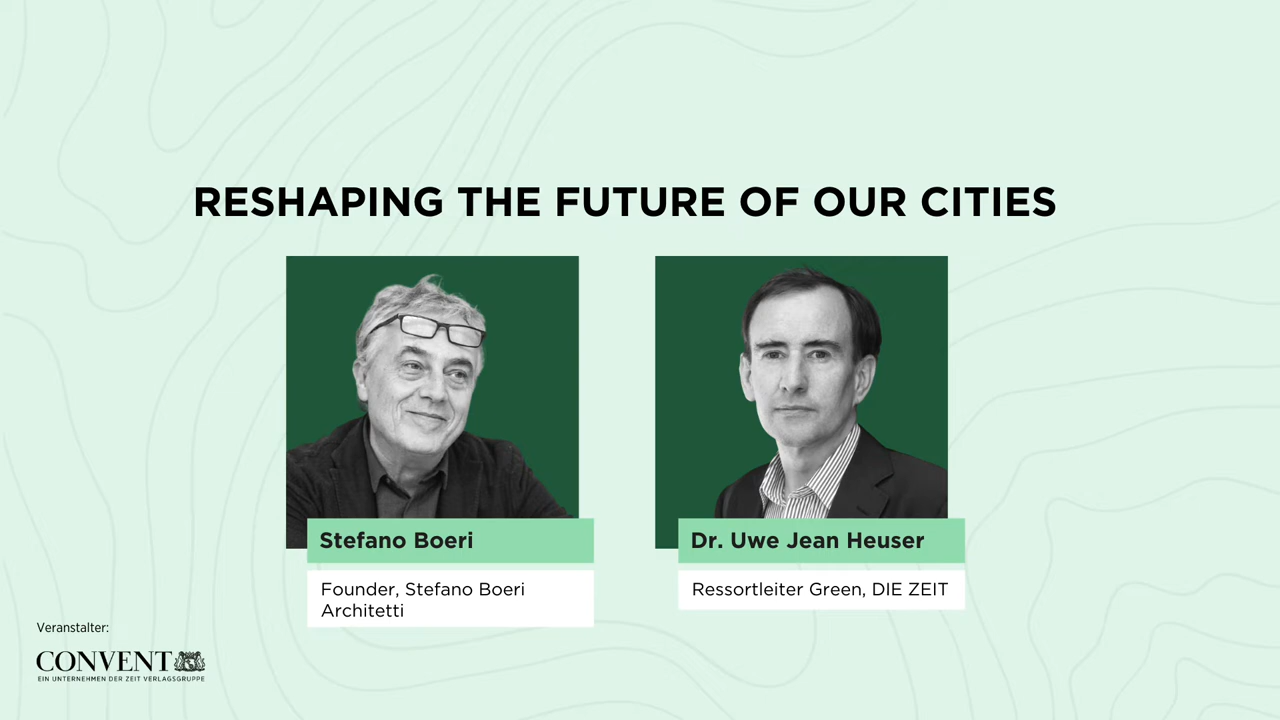 RESHAPING THE FUTURE OF OUR CITIES
Stefano Boeri
Founder, Stefano Boeri
Architetti
Dr. Uwe Jean Heuser
Ressortleiter Green, DIE ZEIT
Veranstalter:
CONVENT
EIN UNTERNEHMEN DER ZEIT VERLAGSGRUPPE